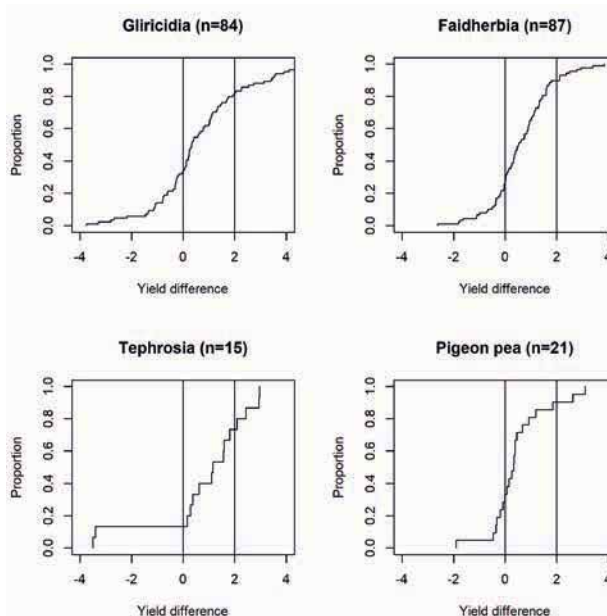 Gliricidia (n=84)
Proportion
1.0
0.8
0.6
0.4
0.2
0.0
-4 -2 0 2 4
Yield difference
Faidherbia (n=87)
Proportion
1.0
0.8
0.6
0.4
0.2
0.0
-4 -2 0 2 4
Yield difference
Tephrosia (n=15)
Proportion
1.0
0.8
0.6
0.4
0.2
0.0
-4 -2 0 2 4
Yield difference
Pigeon pea (n=21)
Proportion
1.0
0.8
0.6
0.4
0.2
0.0
-4 -2 0 2 4
Yield difference